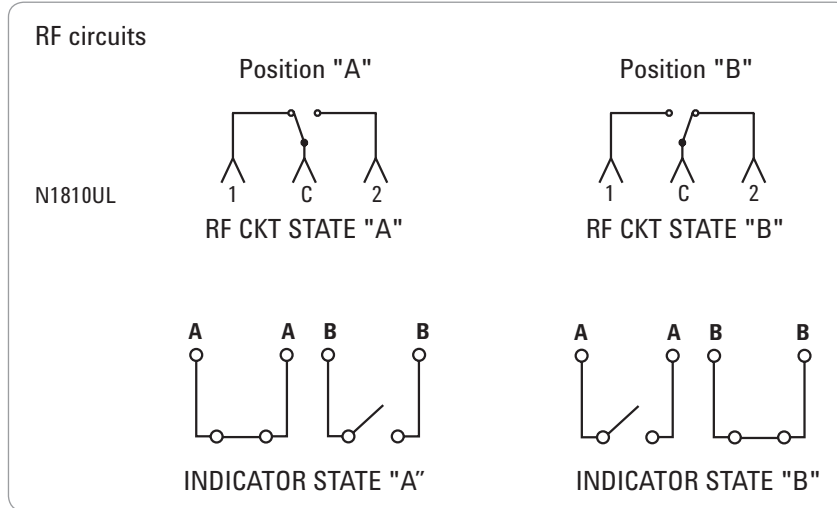 RF circuits
Position "A" Position "B"
N1810UL
1 C 2 1 C 2
RF CKT STATE "A" RF CKT STATE "B"
A A B B A A B B
INDICATOR STATE "A” INDICATOR STATE "B"